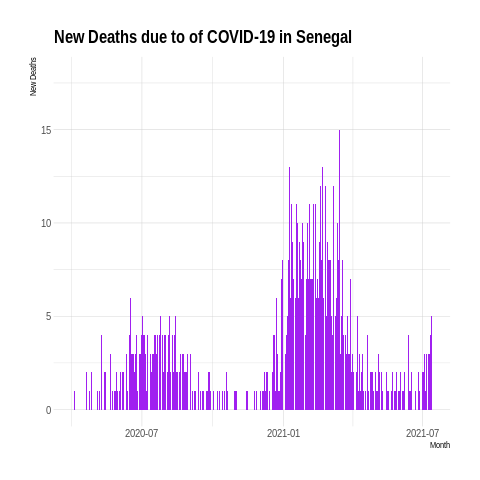 New Deaths due to of COVID-19 in Senegal
New Deaths
15
10
5
0
2020-07
2021-01
2021-07
Month